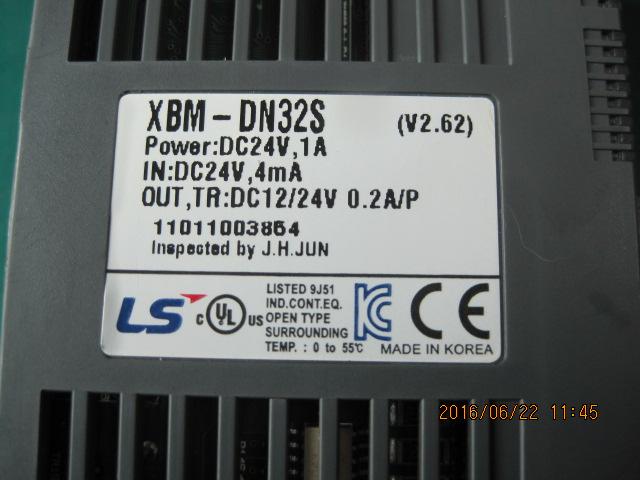 XBM-DN32S (V2.62)
Power:DC24V,1A
IN:DC24V,4mA
OUT,TR:DC12/24V 0.2A/P
11011003864
Inspected by J.H.JUN
LS
c UL us
LISTED 9J51
IND.CONT.EQ.
OPEN TYPE
SURROUNDING
TEMP. : 0 to 55℃
KC CE
MADE IN KOREA
2016/06/22 11:45